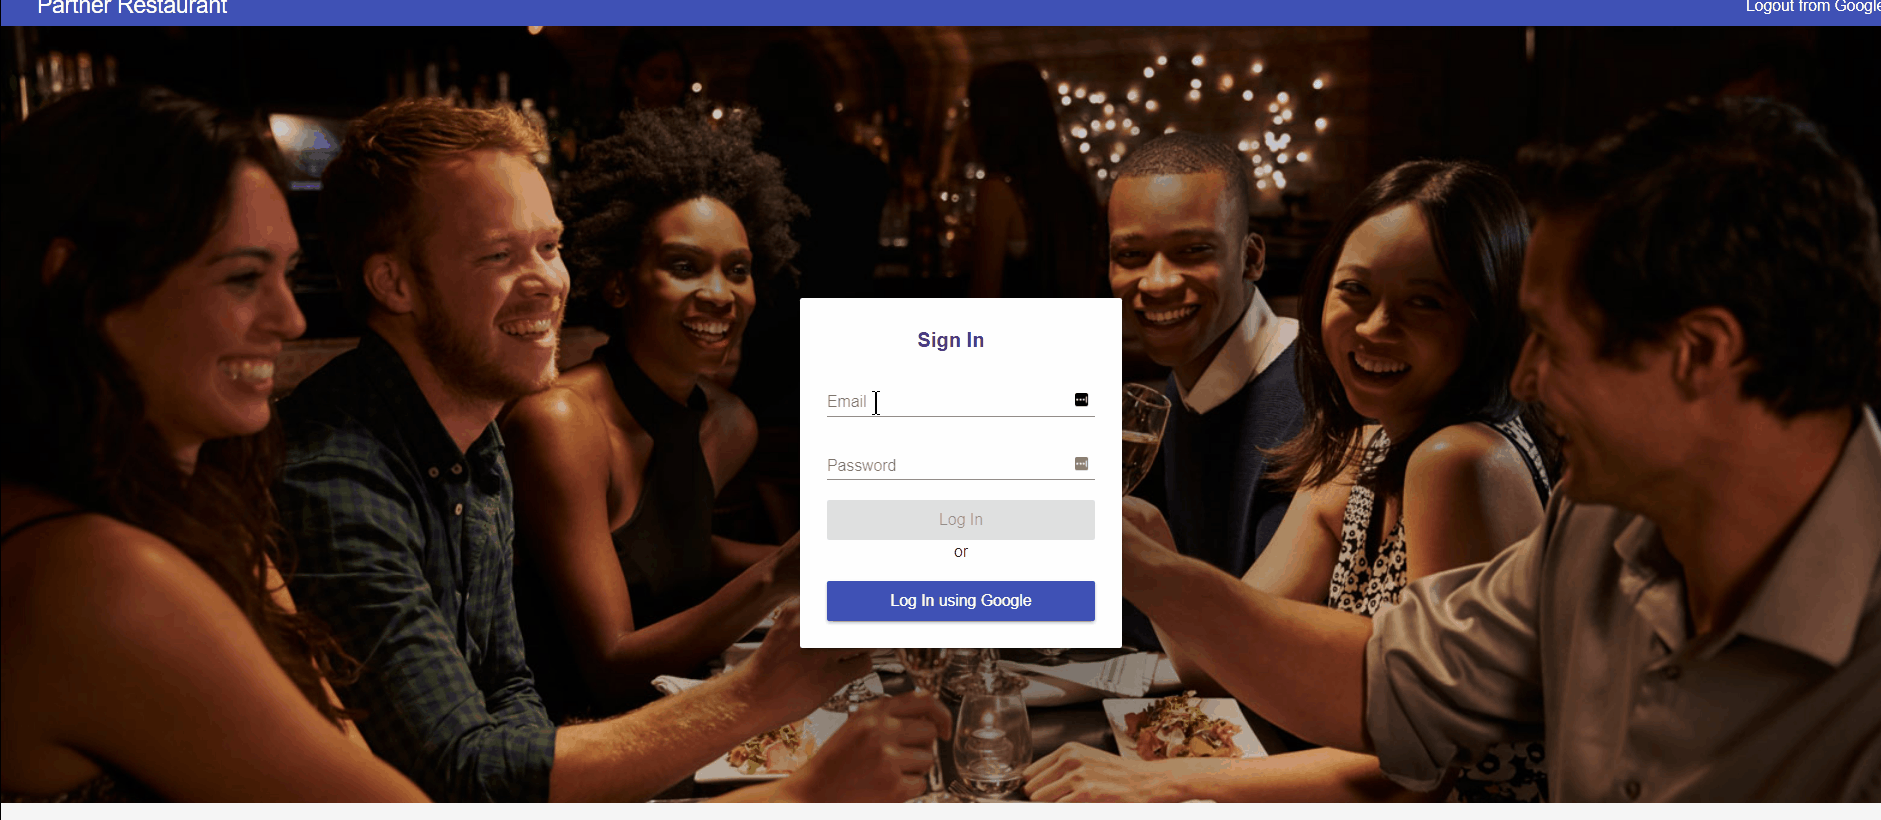 Partner Restaurant
Logout from Google
Sign In
Email
Password
Log In
or
Log In using Google